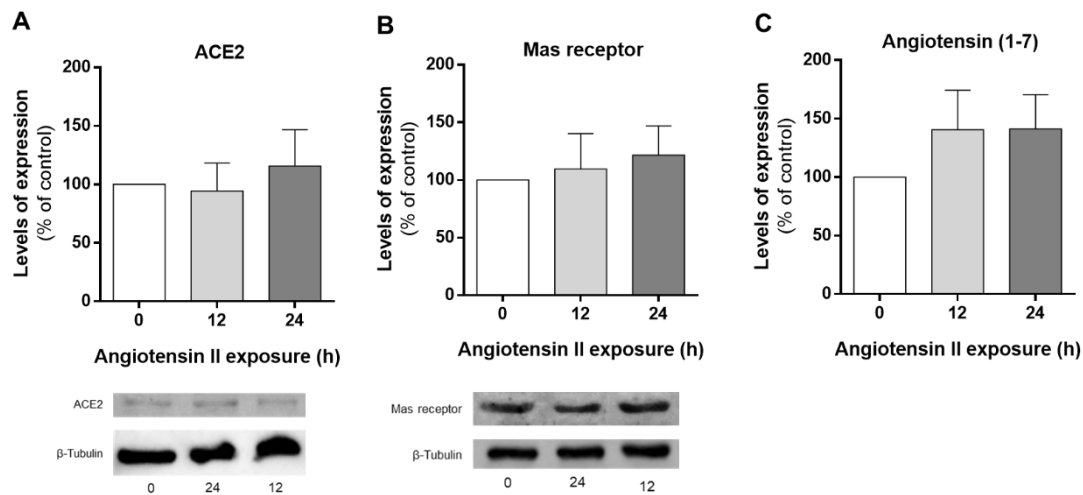 A
ACE2
Levels of expression
(% of control)
200
150
100
50
0
0 12 24
Angiotensin II exposure (h)
ACE2
β-Tubulin
0 24 12
B
Mas receptor
Levels of expression
(% of control)
200
150
100
50
0
0 12 24
Angiotensin II exposure (h)
Mas receptor
β-Tubulin
0 24 12
C
Angiotensin (1-7)
Levels of expression
(% of control)
200
150
100
50
0
0 12 24
Angiotensin II exposure (h)